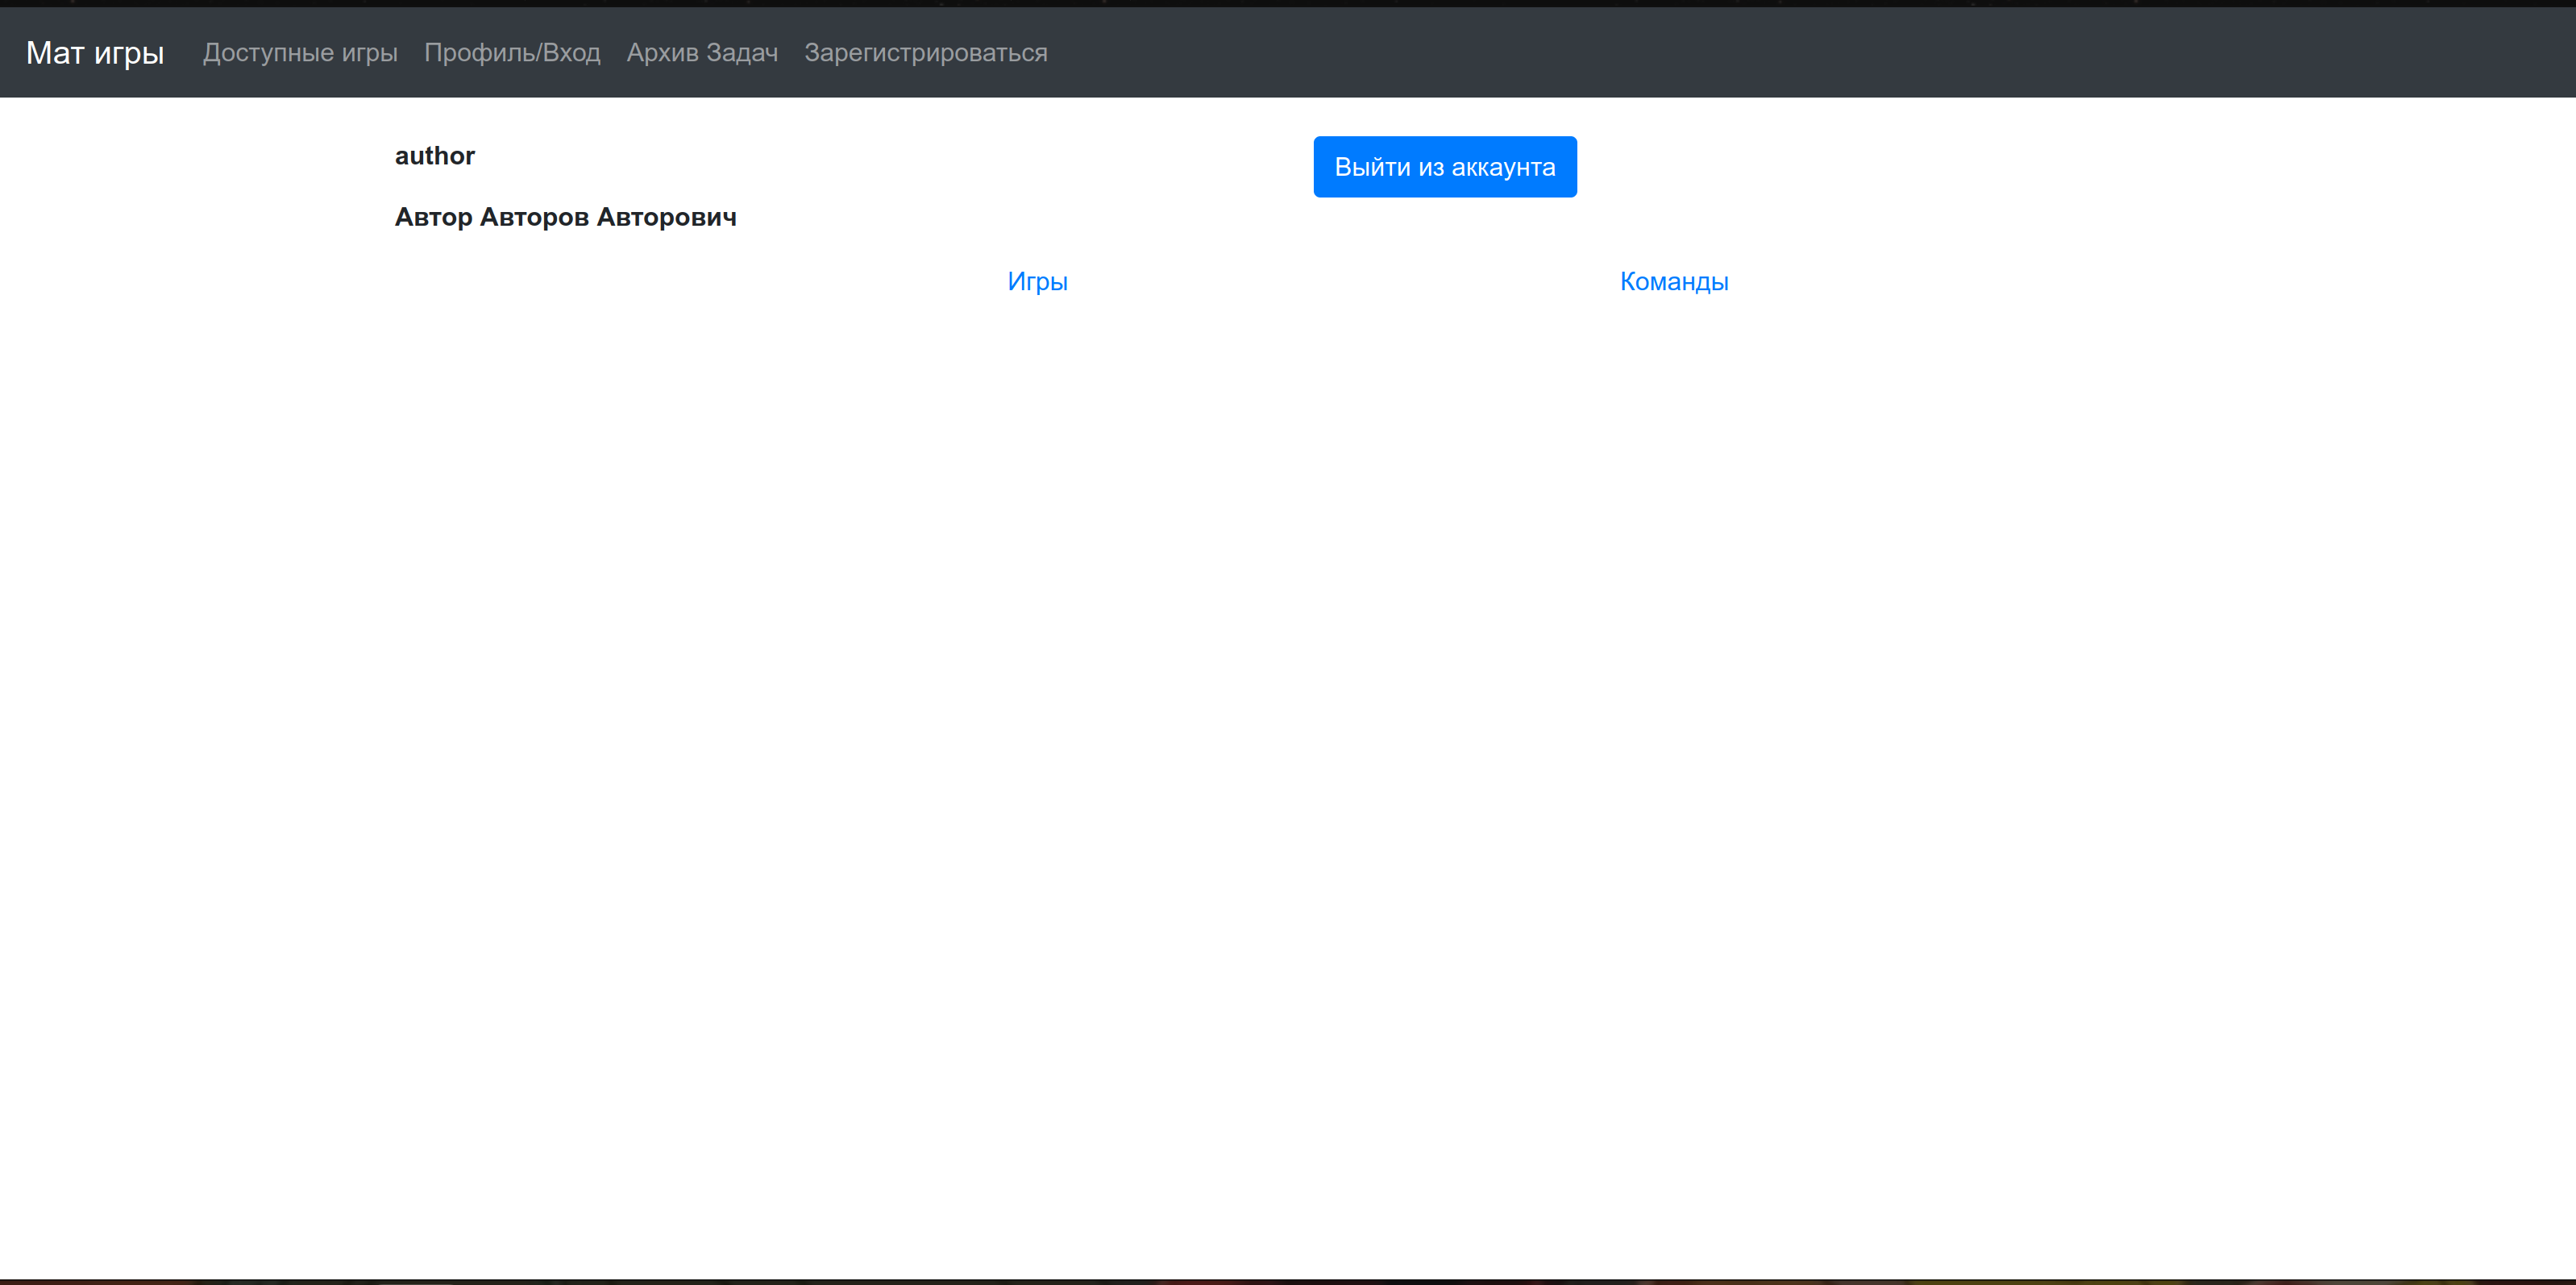 Мат игры Доступные игры Профиль/Вход Архив Задач Зарегистрироваться
author
Выйти из аккаунта
Автор Авторов Авторович
Игры Команды